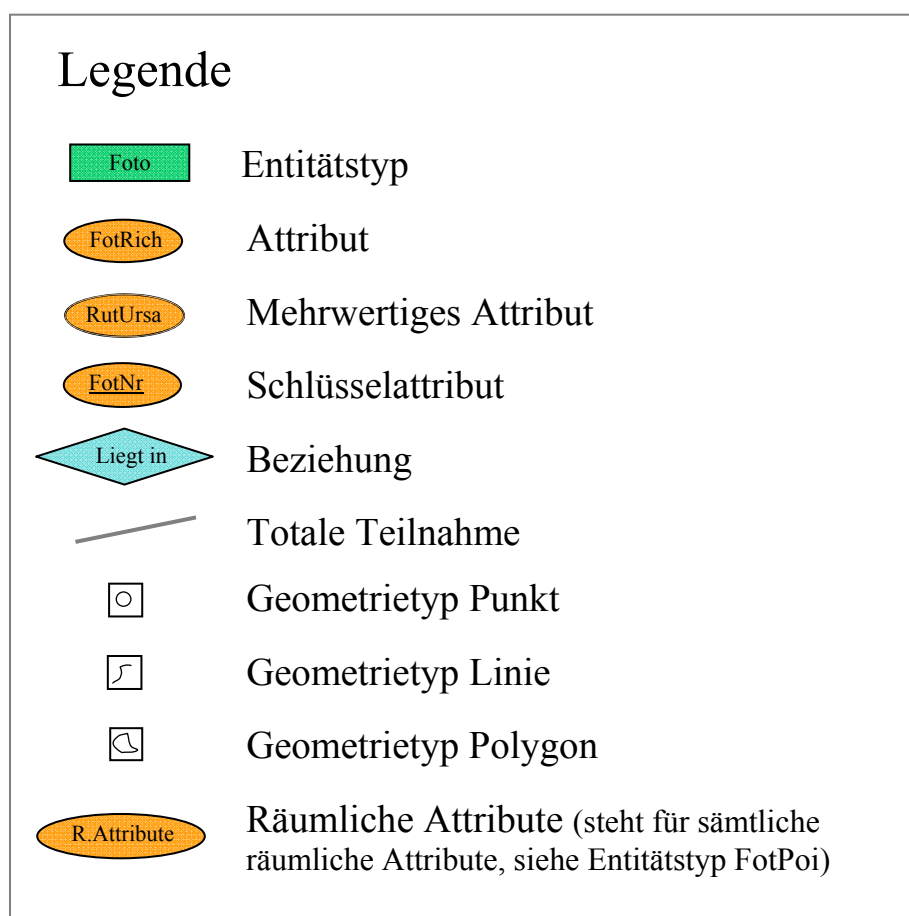 Legende
Foto Entitätstyp
FotRich Attribut
RutUrsa Mehrwertiges Attribut
FotNr Schlüsselattribut
Liegt in Beziehung
Totale Teilnahme
Geometrietyp Punkt
Geometrietyp Linie
Geometrietyp Polygon
R.Attribute Räumliche Attribute (steht für sämtliche
räumliche Attribute, siehe Entitätstyp FotPoi)